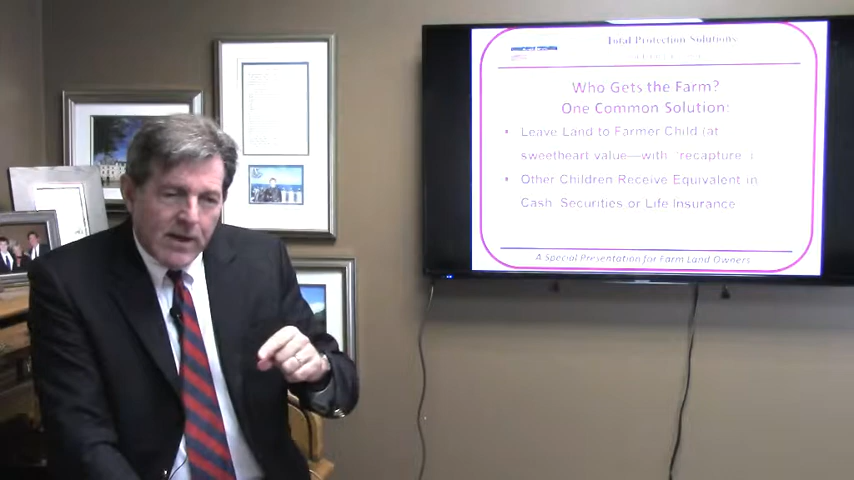 Total Protection Solutions
Who Gets the Farm?
One Common Solution:
Leave Land to Farmer Child (at
sweetheart value—with "recapture")
Other Children Receive Equivalent in
Cash, Securities or Life Insurance
A Special Presentation for Farm Land Owners